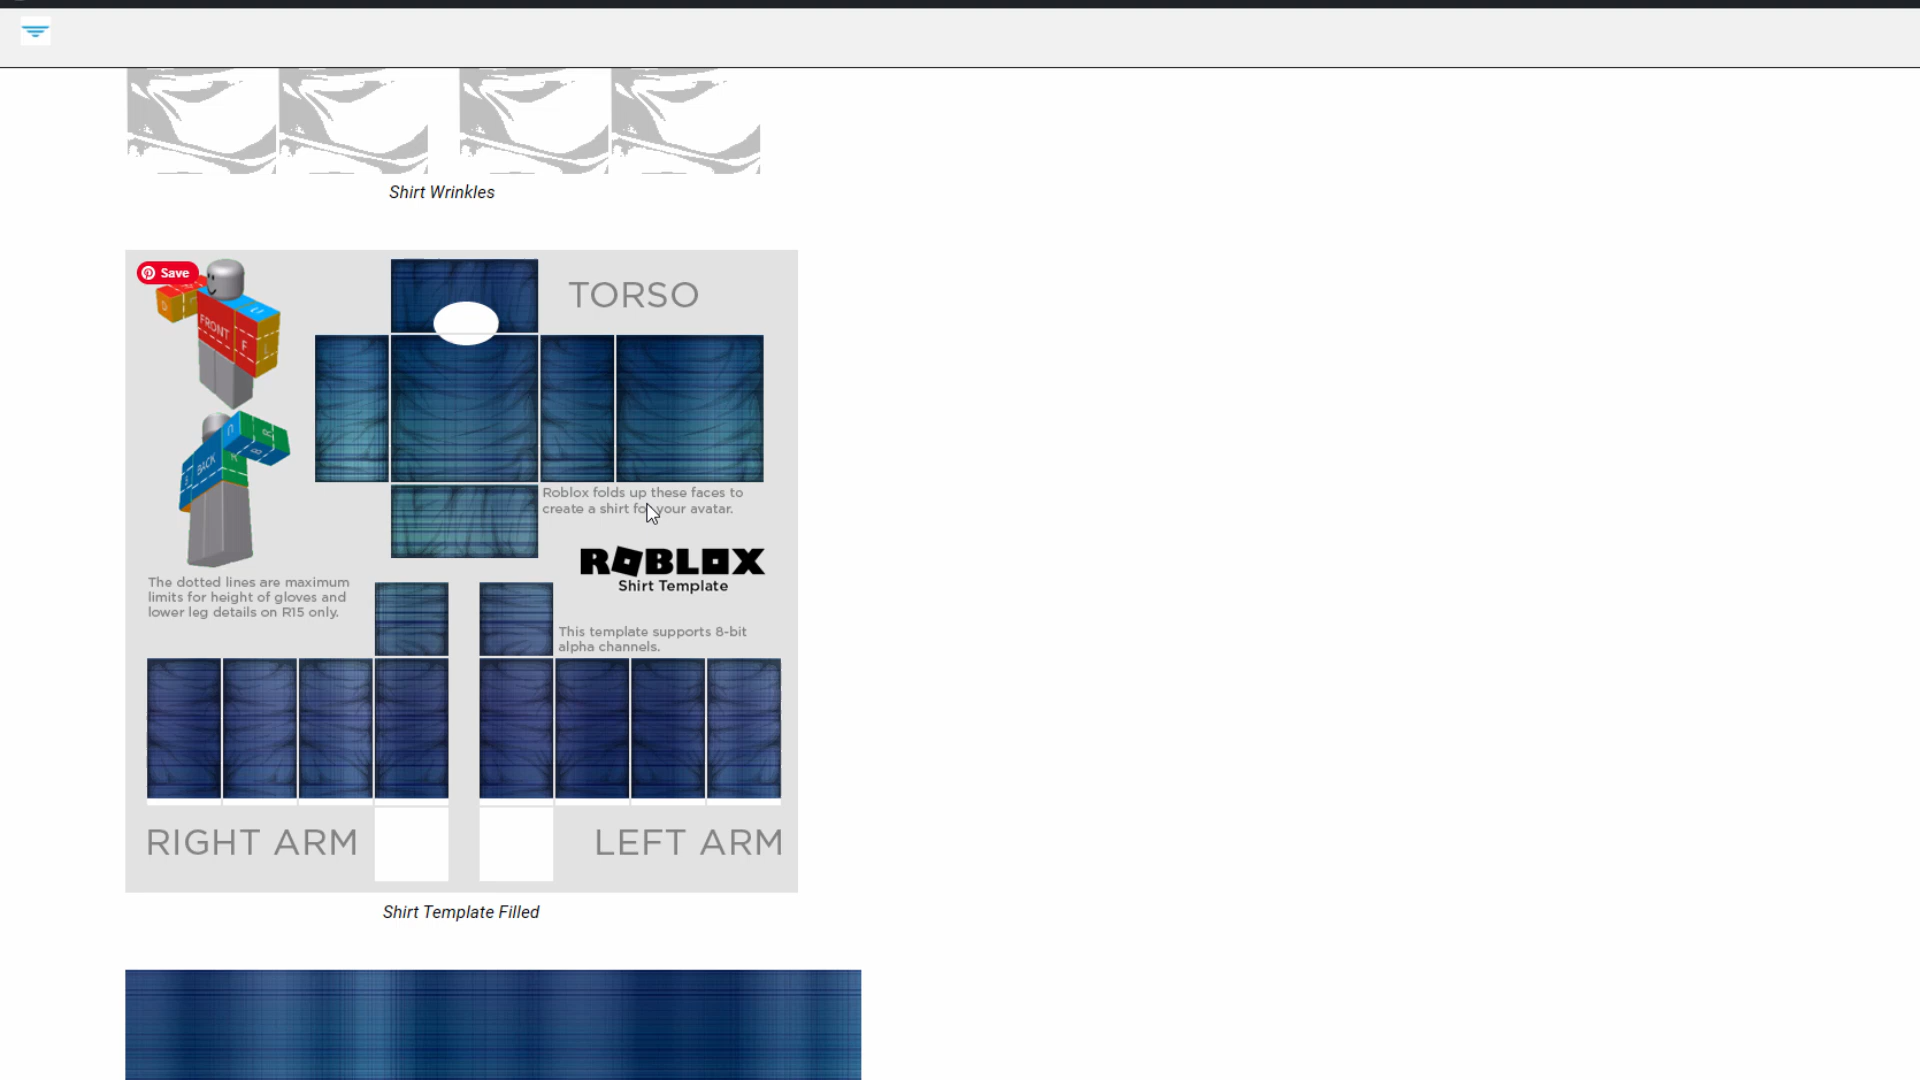 Shirt Wrinkles
Save
TORSO
FRONT
F
L
BACK
Roblox folds up these faces to
create a shirt for your avatar.
ROBLOX
Shirt Template
The dotted lines are maximum
limits for height of gloves and
lower leg details on R15 only.
This template supports 8-bit
alpha channels.
RIGHT ARM
LEFT ARM
Shirt Template Filled